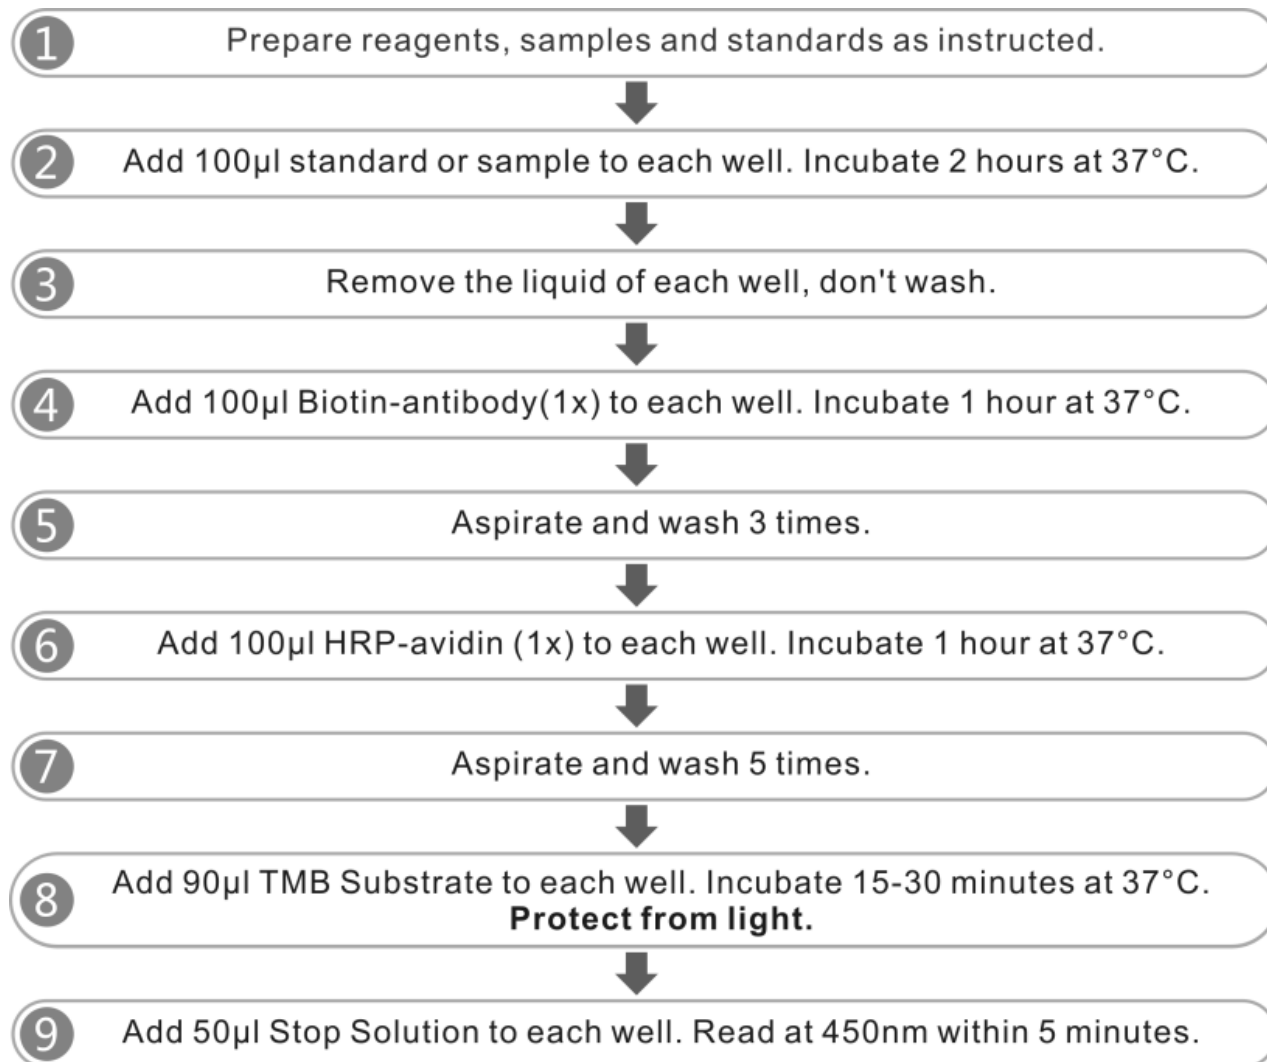 1 Prepare reagents, samples and standards as instructed.
2 Add 100µl standard or sample to each well. Incubate 2 hours at 37°C.
3 Remove the liquid of each well, don't wash.
4 Add 100µl Biotin-antibody(1x) to each well. Incubate 1 hour at 37°C.
5 Aspirate and wash 3 times.
6 Add 100µl HRP-avidin (1x) to each well. Incubate 1 hour at 37°C.
7 Aspirate and wash 5 times.
8 Add 90µl TMB Substrate to each well. Incubate 15-30 minutes at 37°C.
Protect from light.
9 Add 50µl Stop Solution to each well. Read at 450nm within 5 minutes.